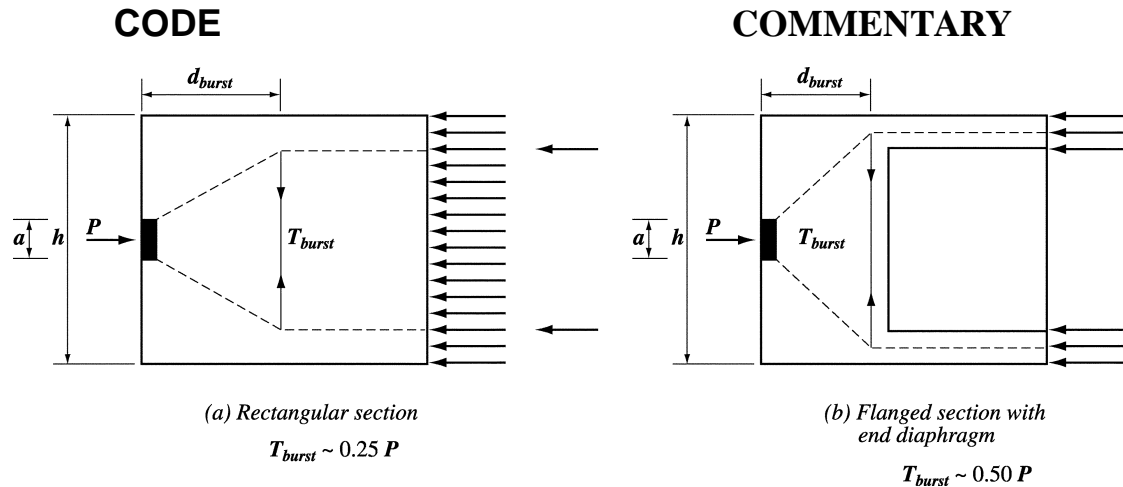 CODE
COMMENTARY
d_burst
a
h
P
T_burst
(a) Rectangular section
T_burst ~ 0.25 P
d_burst
a
h
P
T_burst
(b) Flanged section with
end diaphragm
T_burst ~ 0.50 P